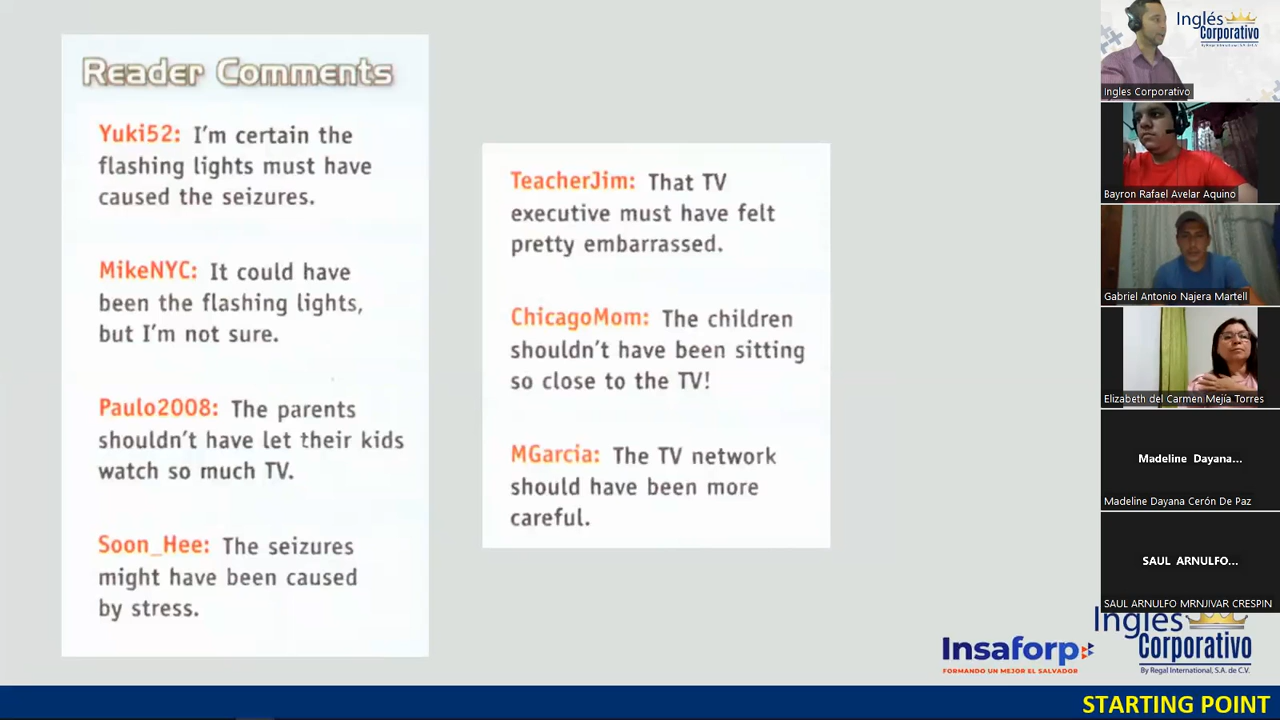 Reader Comments
Yuki52: I'm certain the
flashing lights must have
caused the seizures.
MikeNYC: It could have
been the flashing lights,
but I'm not sure.
Paulo2008: The parents
shouldn't have let their kids
watch so much TV.
Soon_Hee: The seizures
might have been caused
by stress.
TeacherJim: That TV
executive must have felt
pretty embarrassed.
ChicagoMom: The children
shouldn't have been sitting
so close to the TV!
MGarcia: The TV network
should have been more
careful.
Inglés
Corporativo
By Regal International, S.A. de C.V.
Ingles Corporativo
Bayron Rafael Avelar Aquino
Gabriel Antonio Najera Martell
Elizabeth del Carmen Mejía Torres
Madeline Dayana...
Madeline Dayana Cerón De Paz
SAUL ARNULFO...
SAUL ARNULFO MRNJIVAR CRESPIN
Insaforp
FORMANDO UN MEJOR EL SALVADOR
Inglés
Corporativo
By Regal International, S.A. de C.V.
STARTING POINT